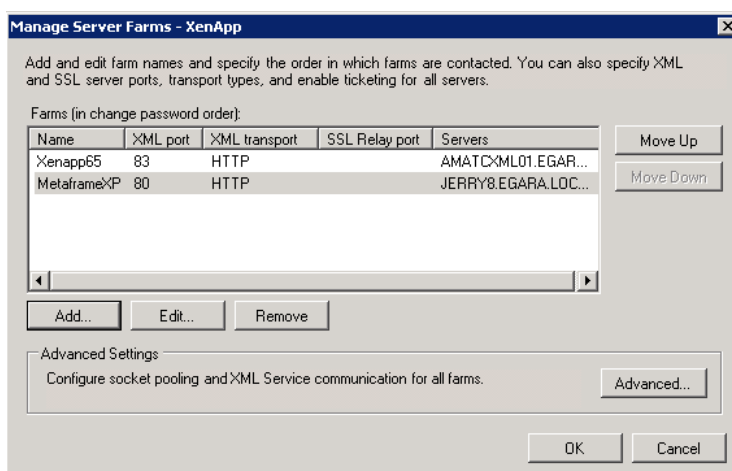 Manage Server Farms - XenApp
Add and edit farm names and specify the order in which farms are contacted. You can also specify XML
and SSL server ports, transport types, and enable ticketing for all servers.
Farms (in change password order):
Name XML port XML transport SSL Relay port Servers
Xenapp65 83 HTTP AMATCXML01.EGAR...
MetaframeXP 80 HTTP JERRY8.EGARA.LOC...
Move Up
Move Down
Add... Edit... Remove
Advanced Settings
Configure socket pooling and XML Service communication for all farms.
Advanced...
OK Cancel